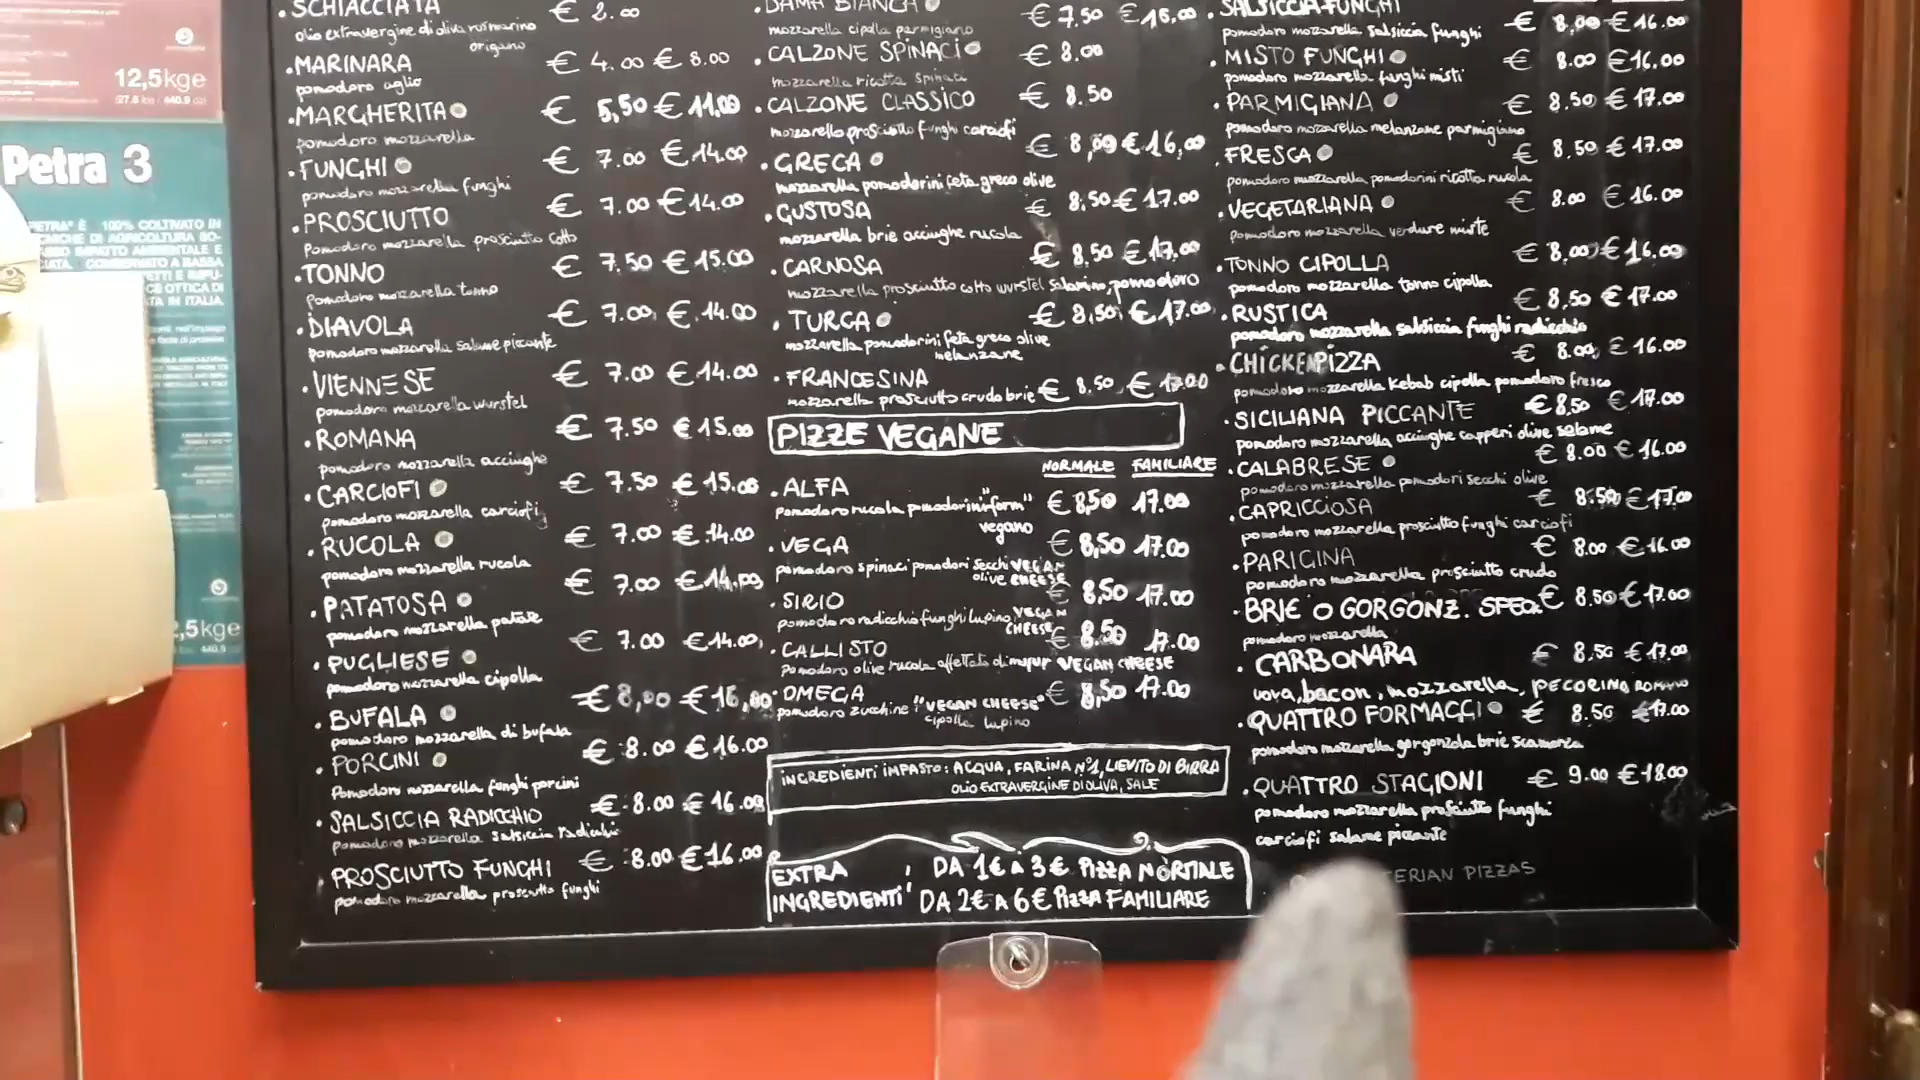 SCHIACCIATA € 2.00
olio extravergine di oliva rosmarino
origano
MARINARA € 4.00 € 8.00
pomodoro aglio
MARGHERITA € 5,50 € 11,00
pomodoro mozzarella
FUNGHI € 7.00 € 14.00
pomodoro mozzarella funghi
PROSCIUTTO € 7.00 € 14.00
pomodoro mozzarella prosciutto cotto
TONNO € 7.50 € 15.00
pomodoro mozzarella tonno
DIAVOLA € 7.00 € 14.00
pomodoro mozzarella salame piccante
VIENNESE € 7.00 € 14.00
pomodoro mozzarella wurstel
ROMANA € 7.50 € 15.00
pomodoro mozzarella acciughe
CARCIOFI € 7.50 € 15.00
pomodoro mozzarella carciofi
RUCOLA € 7.00 € 14.00
pomodoro mozzarella rucola
PATATOSA € 7.00 € 14,00
pomodoro mozzarella patate
PUGLIESE € 7.00 € 14.00
pomodoro mozzarella cipolla
BUFALA € 8,00 € 16,00
pomodoro mozzarella di bufala
PORCINI € 8.00 € 16.00
Pomodoro mozzarella funghi porcini
SALSICCIA RADICCHIO € 8.00 € 16.00
pomodoro mozzarella salsiccia radicchio
PROSCIUTTO FUNGHI € 8.00 € 16.00
pomodoro mozzarella prosciutto funghi
DAMA BIANCA € 7.50 € 15,00
mozzarella cipolla parmigiano
CALZONE SPINACI € 8.00
mozzarella ricotta spinaci
CALZONE CLASSICO € 8.50
mozzarella prosciutto funghi carciofi
GRECA € 8,00 € 16,00
mozzarella pomodorini feta greco olive
GUSTOSA € 8.50 € 17.00
mozzarella brie acciughe rucola
CARNOSA € 8,50 € 17,00
mozzarella prosciutto cotto wurstel salamino, pomodoro
TURCA € 8,50 € 17.00
mozzarella pomodorini feta greco olive
melanzane
FRANCESINA € 8.50 € 17.00
mozzarella prosciutto crudo brie
PIZZE VEGANE
NORMALE FAMILIARE
ALFA € 8,50 17.00
pomodoro rucola pomodorini "form"
vegano
VEGA € 8,50 17.00
pomodoro spinaci pomodori secchi VEGAN
olive CHEESE
SIRIO € 8,50 17.00
pomodoro radicchio funghi lupino, VEGAN
CHEESE
CALLISTO € 8.50 17.00
Pomodoro olive rucola affettato di mopur VEGAN CHEESE
OMEGA € 8,50 17.00
pomodoro zucchine "VEGAN CHEESE"
cipolla lupino
INGREDIENTI IMPASTO: ACQUA, FARINA N°1, LIEVITO DI BIRRA
OLIO EXTRAVERGINE DI OLIVA, SALE
EXTRA INGREDIENTI
DA 1€ A 3€ PIZZA NORMALE
DA 2€ A 6€ PIZZA FAMILIARE
SALSICCIA FUNGHI € 8,00 € 16.00
pomodoro mozzarella salsiccia funghi
MISTO FUNGHI € 8.00 € 16.00
pomodoro mozzarella funghi misti
PARMIGIANA € 8.50 € 17.00
pomodoro mozzarella melanzane parmigiano
FRESCA € 8,50 € 17.00
pomodoro mozzarella pomodorini ricotta rucola
VEGETARIANA € 8.00 € 16.00
pomodoro mozzarella verdure miste
TONNO CIPOLLA € 8,00 € 16.00
pomodoro mozzarella tonno cipolla
RUSTICA € 8,50 € 17.00
pomodoro mozzarella salsiccia funghi radicchio
CHICKENPIZZA € 8.00 € 16.00
pomodoro mozzarella Kebab cipolla pomodoro fresco
SICILIANA PICCANTE € 8,50 € 17.00
pomodoro mozzarella acciughe capperi olive salame
CALABRESE € 8.00 € 16.00
pomodoro mozzarella pomodori secchi olive
CAPRICCIOSA € 8.50 € 17.00
pomodoro mozzarella prosciutto funghi carciofi
PARIGINA € 8.00 € 16.00
pomodoro mozzarella prosciutto crudo
BRIE O GORGONZ. SPECK € 8.50 € 17.00
pomodoro mozzarella
CARBONARA € 8.50 € 17.00
uova, bacon, mozzarella, PECORINO ROMANO
QUATTRO FORMAGGI € 8.50 € 17.00
pomodoro mozzarella gorgonzola brie scamorza
QUATTRO STAGIONI € 9.00 € 18.00
pomodoro mozzarella prosciutto funghi
carciofi salame piccante
TERIAN PIZZAS
12,5kge
Petra 3
100% COLTIVATO IN
2,5kge